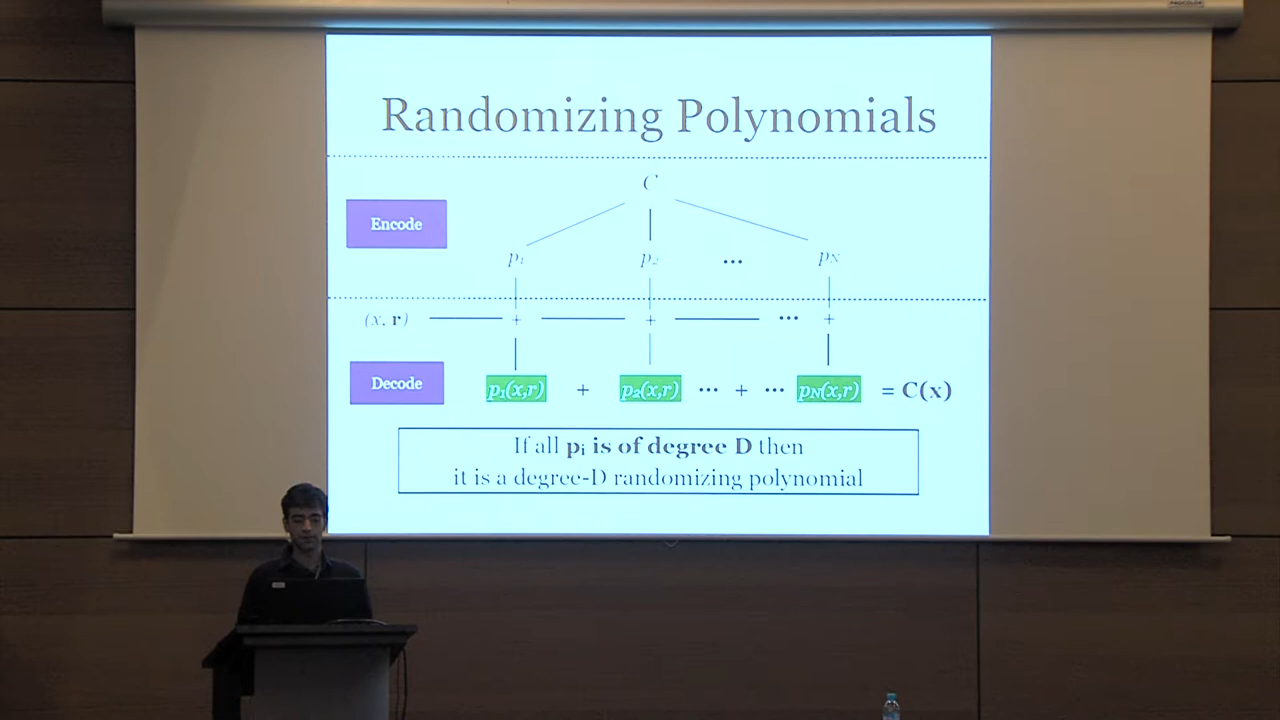 Randomizing Polynomials
C
Encode
p₁ p₂ ... pN
(x, r) + + ... +
Decode p₁(x,r) + p₂(x,r) ... + ... pN(x,r) = C(x)
If all pᵢ is of degree D then
it is a degree-D randomizing polynomial